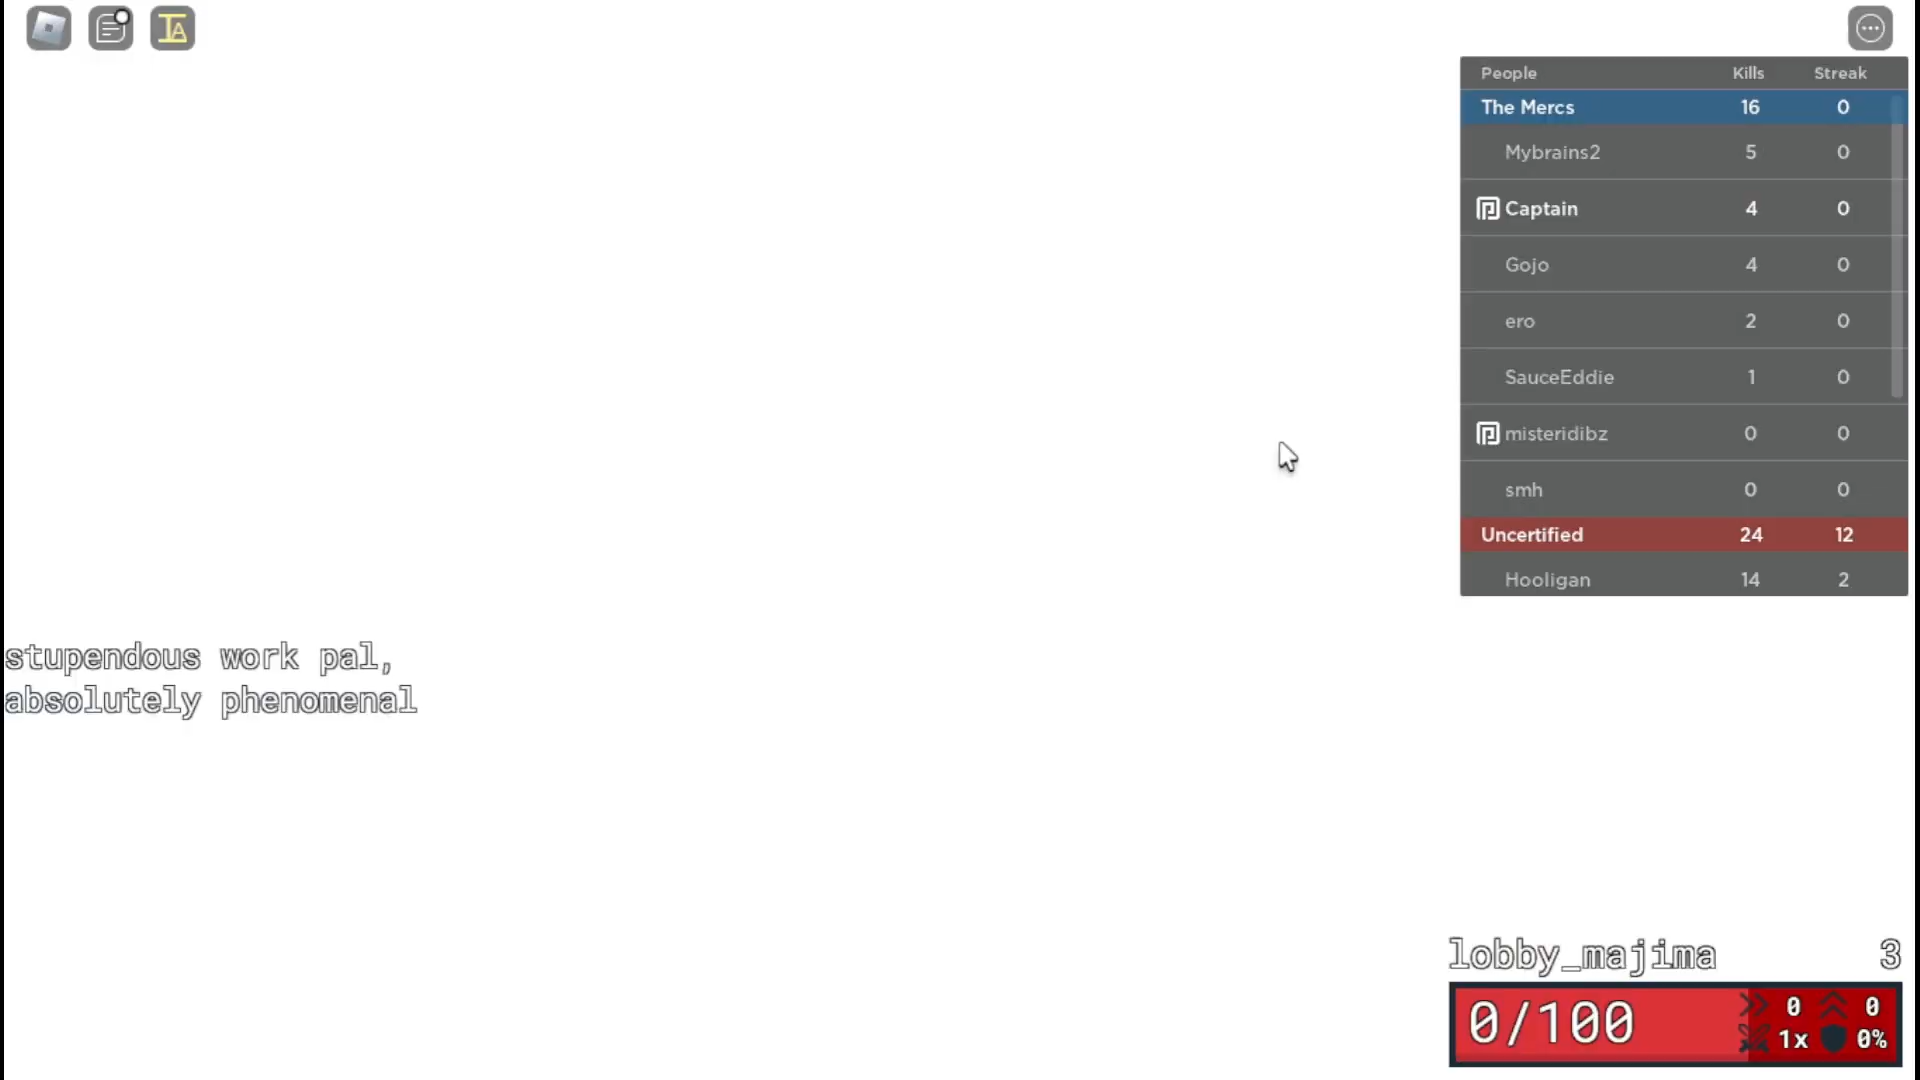 People Kills Streak
The Mercs 16 0
Mybrains2 5 0
Captain 4 0
Gojo 4 0
ero 2 0
SauceEddie 1 0
misteridibz 0 0
smh 0 0
Uncertified 24 12
Hooligan 14 2
stupendous work pal,
absolutely phenomenal
lobby_majima 3
0/100 0 0
1x 0%